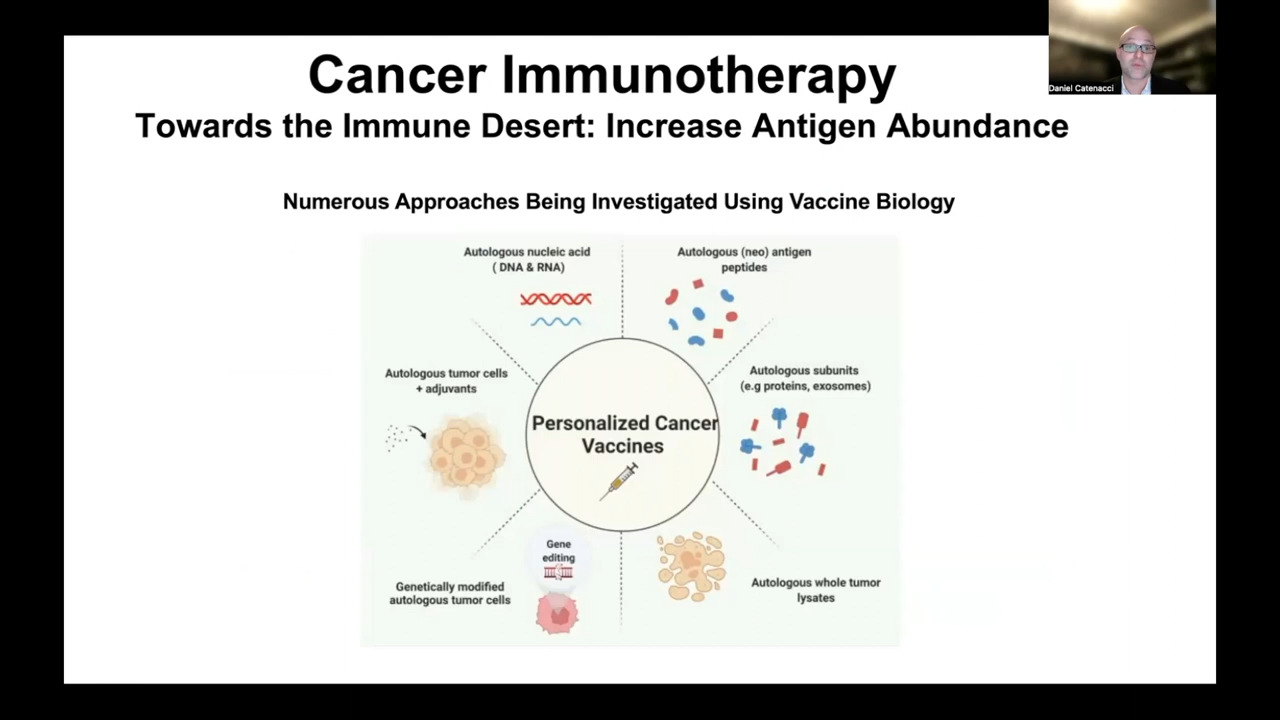 Cancer Immunotherapy
Daniel Catenacci
Towards the Immune Desert: Increase Antigen Abundance
Numerous Approaches Being Investigated Using Vaccine Biology
Autologous nucleic acid
( DNA & RNA)
Autologous (neo) antigen
peptides
Autologous tumor cells
+ adjuvants
Autologous subunits
(e.g proteins, exosomes)
Personalized Cancer
Vaccines
Gene
editing
Genetically modified
autologous tumor cells
Autologous whole tumor
lysates